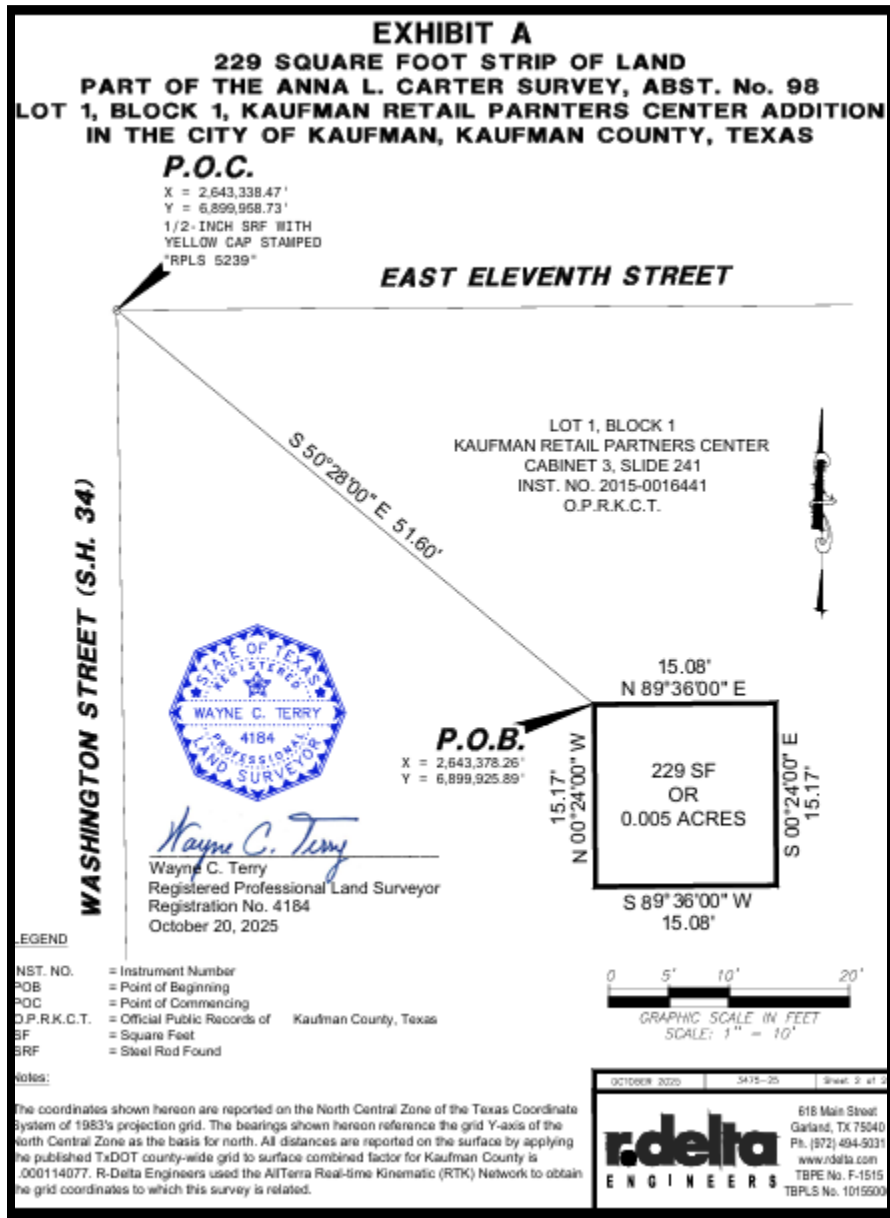 EXHIBIT A
229 SQUARE FOOT STRIP OF LAND
PART OF THE ANNA L. CARTER SURVEY, ABST. No. 98
LOT 1, BLOCK 1, KAUFMAN RETAIL PARNTERS CENTER ADDITION
IN THE CITY OF KAUFMAN, KAUFMAN COUNTY, TEXAS
P.O.C.
X = 2,643,338.47'
Y = 6,899,958.73'
1/2-INCH SRF WITH
YELLOW CAP STAMPED
"RPLS 5239"
EAST ELEVENTH STREET
LOT 1, BLOCK 1
KAUFMAN RETAIL PARTNERS CENTER
CABINET 3, SLIDE 241
INST. NO. 2015-0016441
O.P.R.K.C.T.
S 50°28'00" E 51.60'
WASHINGTON STREET (S.H. 34)
STATE OF TEXAS
REGISTERED
WAYNE C. TERRY
4184
PROFESSIONAL
LAND SURVEYOR
15.08'
N 89°36'00" E
P.O.B.
X = 2,643,378.26'
Y = 6,899,925.89'
15.17'
N 00°24'00" W
229 SF
OR
0.005 ACRES
S 00°24'00" E
15.17'
S 89°36'00" W
15.08'
Wayne C. Terry
Wayne C. Terry
Registered Professional Land Surveyor
Registration No. 4184
October 20, 2025
LEGEND
INST. NO. = Instrument Number
POB = Point of Beginning
POC = Point of Commencing
O.P.R.K.C.T. = Official Public Records of Kaufman County, Texas
SF = Square Feet
SRF = Steel Rod Found
0 5' 10' 20'
GRAPHIC SCALE IN FEET
SCALE: 1" = 10'
Notes:
The coordinates shown hereon are reported on the North Central Zone of the Texas Coordinate
System of 1983's projection grid. The bearings shown hereon reference the grid Y-axis of the
North Central Zone as the basis for north. All distances are reported on the surface by applying
the published TxDOT county-wide grid to surface combined factor for Kaufman County is
.000114077. R-Delta Engineers used the AllTerra Real-time Kinematic (RTK) Network to obtain
the grid coordinates to which this survey is related.
OCTOBER 2025 3475-25 Sheet 2 of
r.delta
ENGINEERS
618 Main Street
Garland, TX 75040
Ph. (972) 494-5031
www.rdelta.com
TBPE No. F-1515
TBPLS No. 1015500